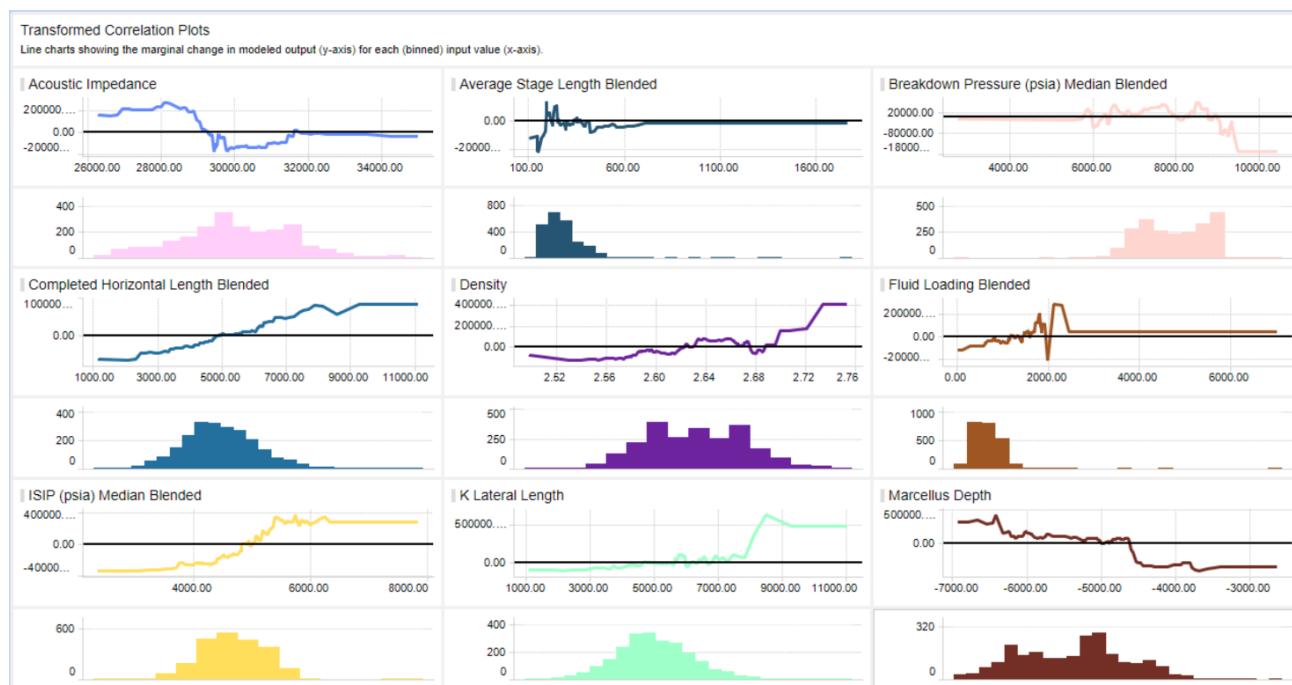 Transformed Correlation Plots
Line charts showing the marginal change in modeled output (y-axis) for each (binned) input value (x-axis).
Acoustic Impedance
200000....
0.00
-20000...
26000.00 28000.00 30000.00 32000.00 34000.00
400
200
0
Average Stage Length Blended
0.00
-20000...
100.00 600.00 1100.00 1600.00
800
400
0
Breakdown Pressure (psia) Median Blended
20000.00
-80000.00
-18000...
4000.00 6000.00 8000.00 10000.00
500
250
0
Completed Horizontal Length Blended
100000....
0.00
1000.00 3000.00 5000.00 7000.00 9000.00 11000.00
400
200
0
Density
400000....
200000....
0.00
2.52 2.56 2.60 2.64 2.68 2.72 2.76
500
250
0
Fluid Loading Blended
200000....
0.00
-20000...
0.00 2000.00 4000.00 6000.00
1000
500
0
ISIP (psia) Median Blended
400000....
0.00
-40000...
4000.00 6000.00 8000.00
600
0
K Lateral Length
500000....
0.00
1000.00 3000.00 5000.00 7000.00 9000.00 11000.00
400
200
0
Marcellus Depth
500000....
0.00
-7000.00 -6000.00 -5000.00 -4000.00 -3000.00
320
0